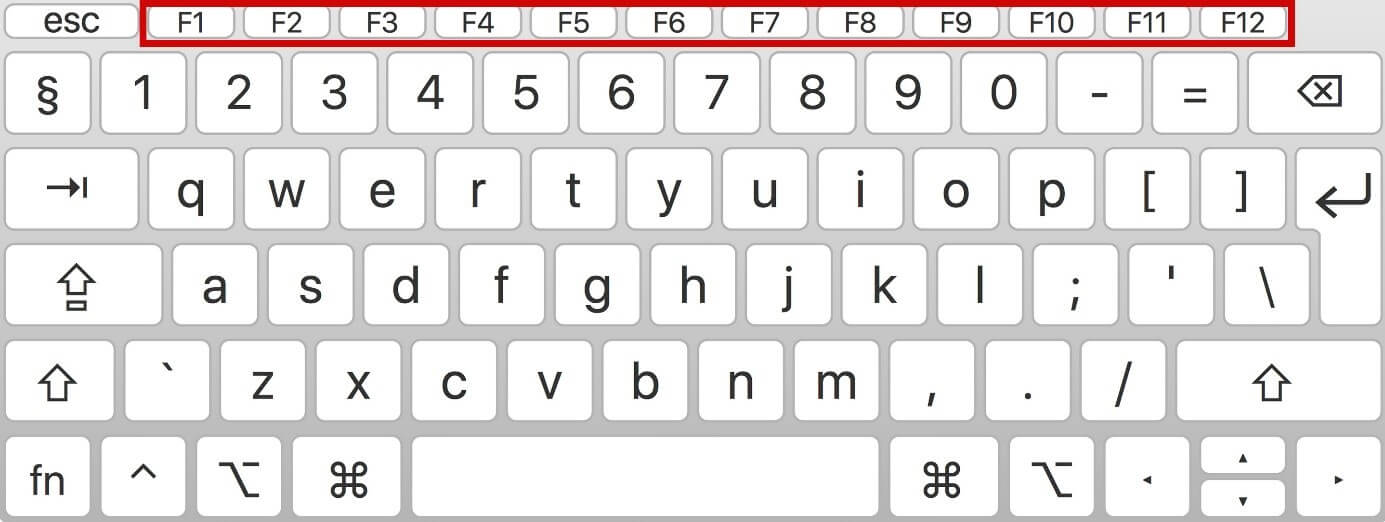 esc F1 F2 F3 F4 F5 F6 F7 F8 F9 F10 F11 F12
§ 1 2 3 4 5 6 7 8 9 0 - = ⌫
⇥ q w e r t y u i o p [ ] ↵
⇪ a s d f g h j k l ; ' \
⇧ ` z x c v b n m , . / ⇧
fn ^ ⌥ ⌘ ⌘ ⌥ ◂ ▴ ▾ ▸